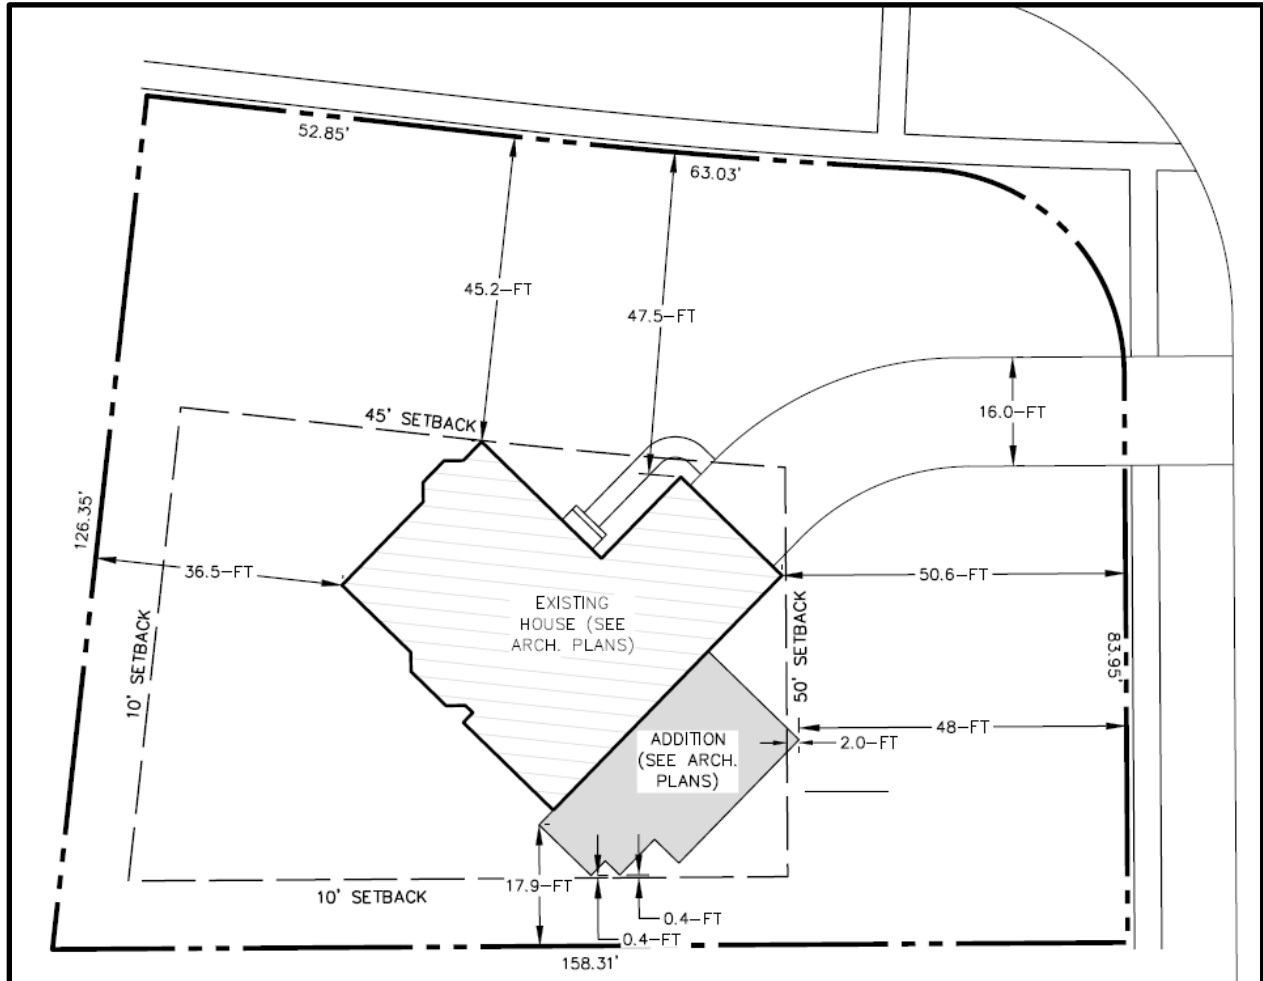 52.85'
63.03'
45.2-FT
47.5-FT
45' SETBACK
16.0-FT
126.35'
36.5-FT
50.6-FT
EXISTING
HOUSE (SEE
ARCH. PLANS)
10' SETBACK
50' SETBACK
83.95'
ADDITION
(SEE ARCH.
PLANS)
48-FT
2.0-FT
17.9-FT
10' SETBACK
0.4-FT
0.4-FT
158.31'